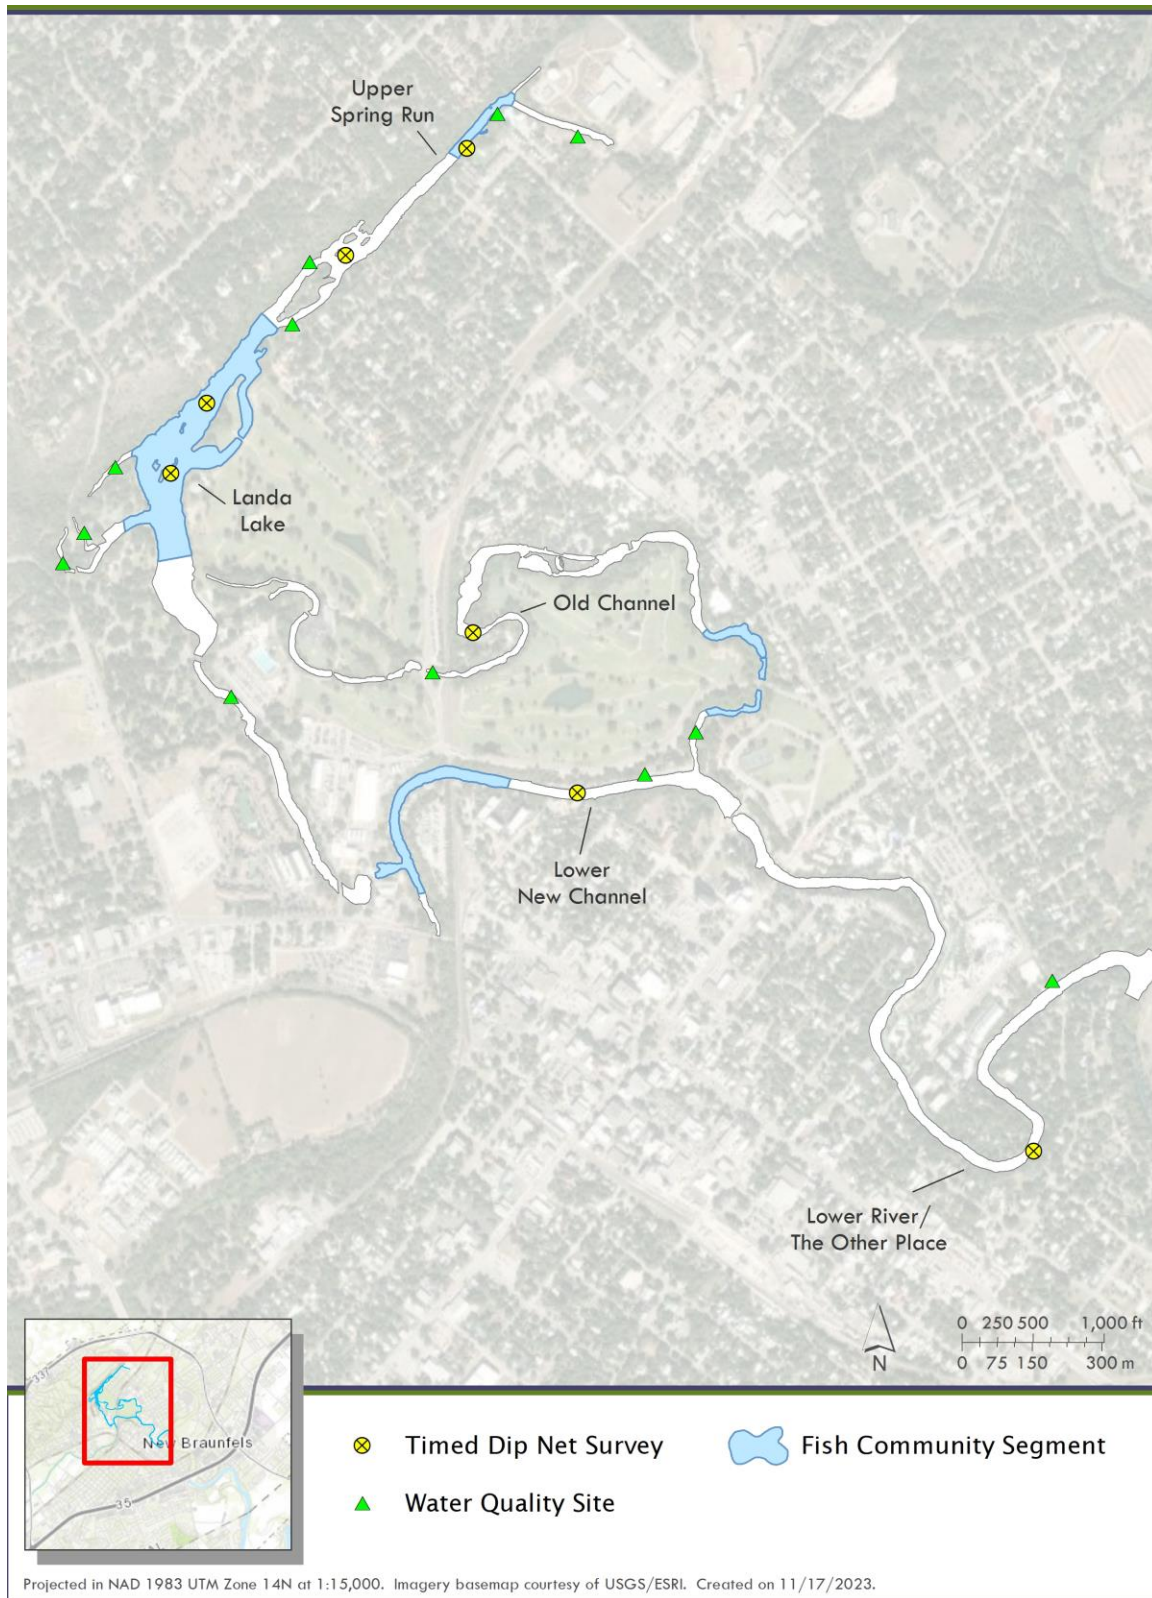 Upper
Spring Run
Landa
Lake
Old Channel
Lower
New Channel
Lower River/
The Other Place
N
0 250 500 1,000 ft
0 75 150 300 m
337
New Braunfels
35
Timed Dip Net Survey
Fish Community Segment
Water Quality Site
Projected in NAD 1983 UTM Zone 14N at 1:15,000. Imagery basemap courtesy of USGS/ESRI. Created on 11/17/2023.